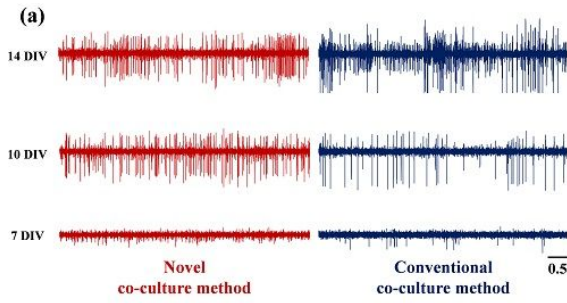 (a)
14 DIV
10 DIV
7 DIV
0.5
Novel
co-culture method
Conventional
co-culture method